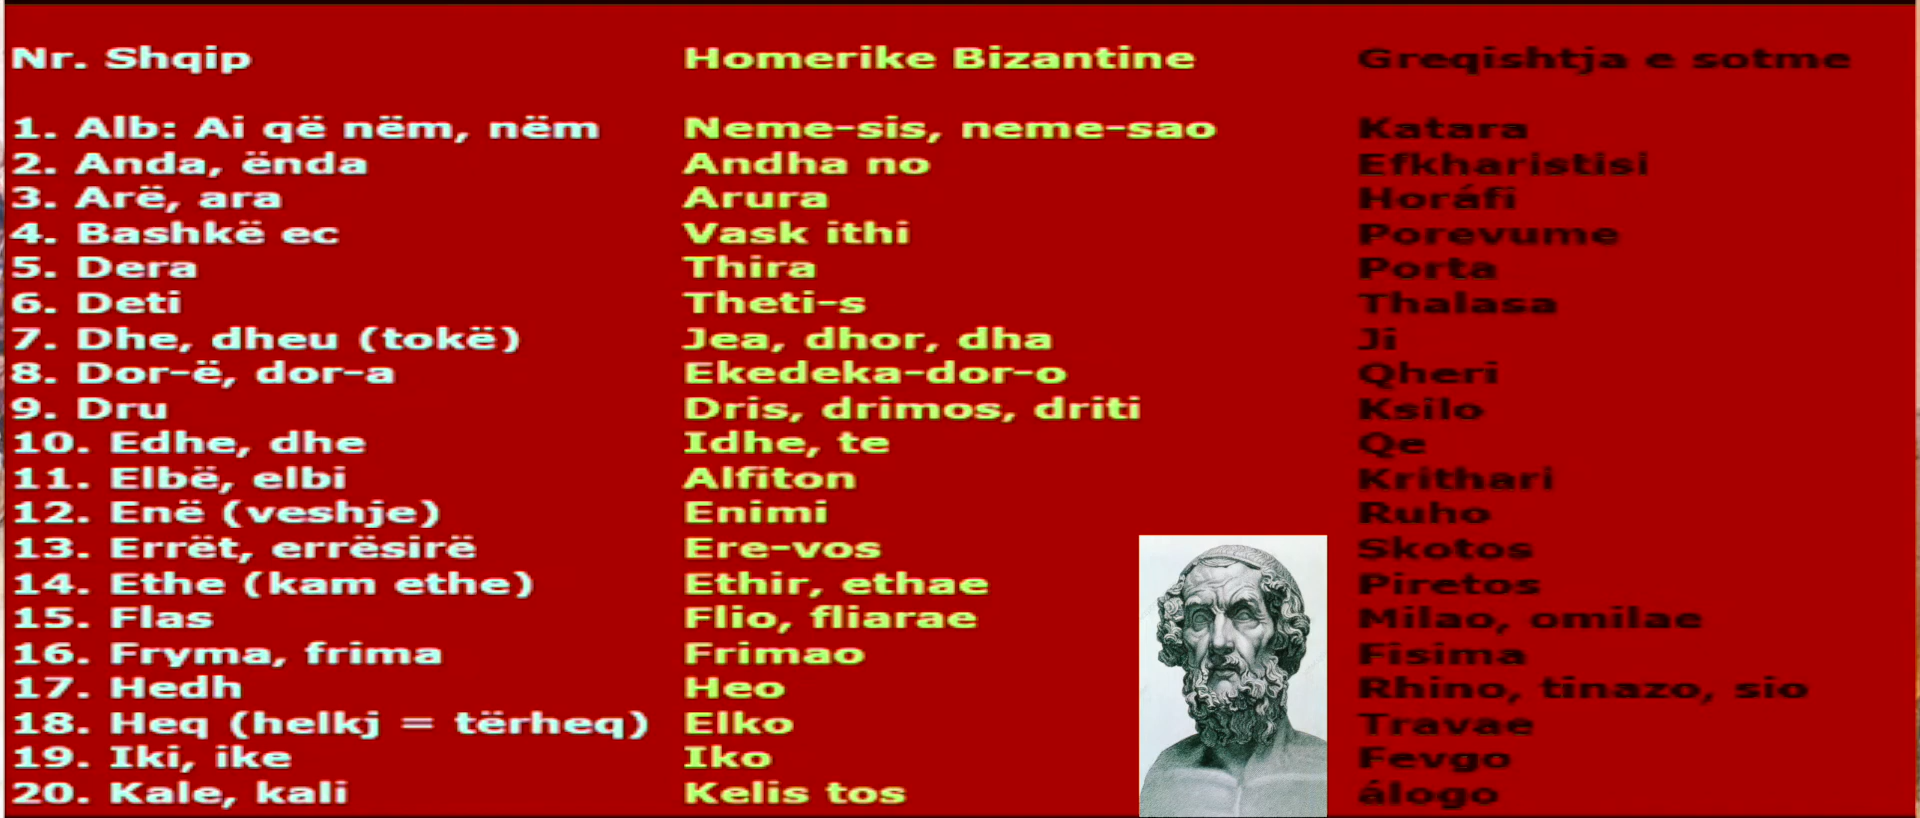 Nr. Shqip Homerike Bizantine Greqishtja e sotme
1. Alb: Ai që nëm, nëm Neme-sis, neme-sao Katara
2. Anda, ënda Andha no Efkharistisi
3. Arë, ara Arura Horáfi
4. Bashkë ec Vask ithi Porevume
5. Dera Thira Porta
6. Deti Theti-s Thalasa
7. Dhe, dheu (tokë) Jea, dhor, dha Ji
8. Dor-ë, dor-a Ekedeka-dor-o Qheri
9. Dru Dris, drimos, driti Ksilo
10. Edhe, dhe Idhe, te Qe
11. Elbë, elbi Alfiton Krithari
12. Enë (veshje) Enimi Ruho
13. Errët, errësirë Ere-vos Skotos
14. Ethe (kam ethe) Ethir, ethae Piretos
15. Flas Flio, fliarae Milao, omilae
16. Fryma, frima Frimao Fisima
17. Hedh Heo Rhino, tinazo, sio
18. Heq (helkj = tërheq) Elko Travae
19. Iki, ike Iko Fevgo
20. Kale, kali Kelis tos álogo